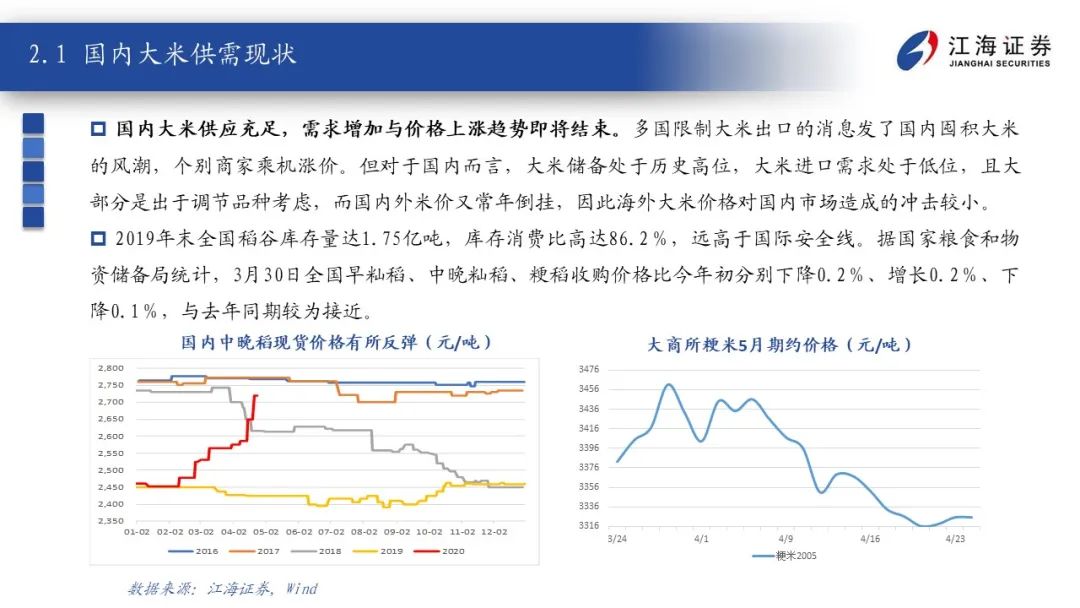 2.1 国内大米供需现状
江海证券
JIANGHAI SECURITIES
国内大米供应充足，需求增加与价格上涨趋势即将结束。多国限制大米出口的消息发了国内囤积大米
的风潮，个别商家乘机涨价。但对于国内而言，大米储备处于历史高位，大米进口需求处于低位，且大
部分是出于调节品种考虑，而国内外米价又常年倒挂，因此海外大米价格对国内市场造成的冲击较小。
2019年末全国稻谷库存量达1.75亿吨，库存消费比高达86.2%，远高于国际安全线。据国家粮食和物
资储备局统计，3月30日全国早籼稻、中晚籼稻、粳稻收购价格比今年初分别下降0.2%、增长0.2%、下
降0.1%，与去年同期较为接近。
国内中晚稻现货价格有所反弹（元/吨）
2,800
2,750
2,700
2,650
2,600
2,550
2,500
2,450
2,400
2,350
01-02 02-02 03-02 04-02 05-02 06-02 07-02 08-02 09-02 10-02 11-02 12-02
2016 2017 2018 2019 2020
大商所粳米5月期约价格（元/吨）
3476
3456
3436
3416
3396
3376
3356
3336
3316
3/24 4/1 4/9 4/16 4/23
粳米2005
数据来源：江海证券，Wind